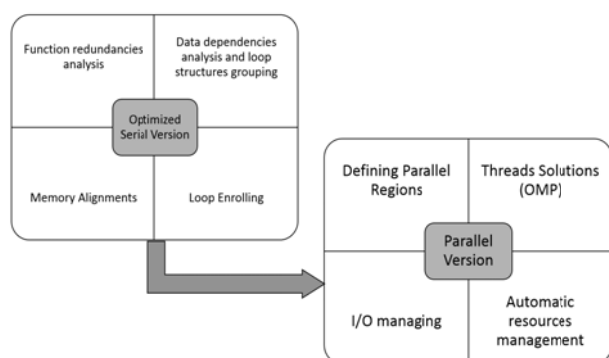 Function redundancies
analysis
Data dependencies
analysis and loop
structures grouping
Optimized
Serial Version
Memory Alignments
Loop Enrolling
Defining Parallel
Regions
Threads Solutions
(OMP)
Parallel
Version
I/O managing
Automatic
resources
management